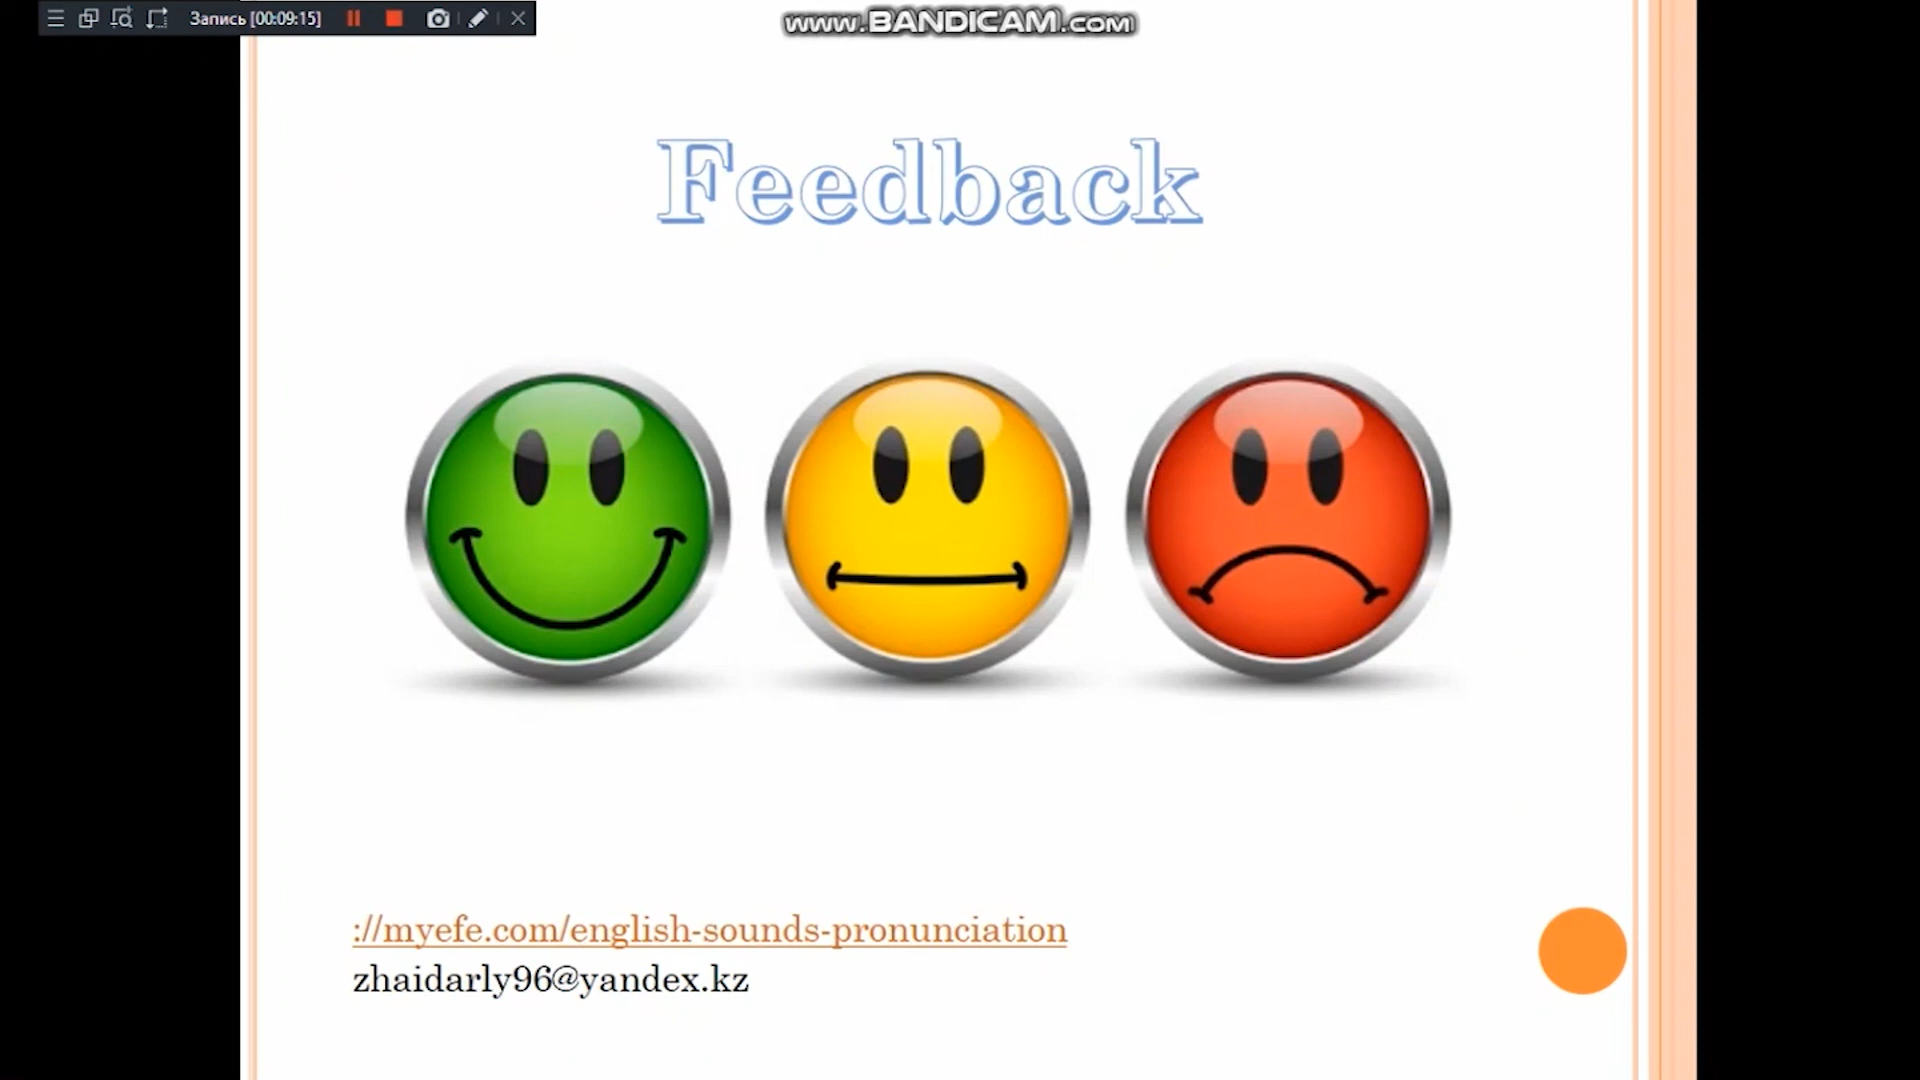 Запись [00:09:15]
www.BANDICAM.com
Feedback
://myefe.com/english-sounds-pronunciation
zhaidarly96@yandex.kz